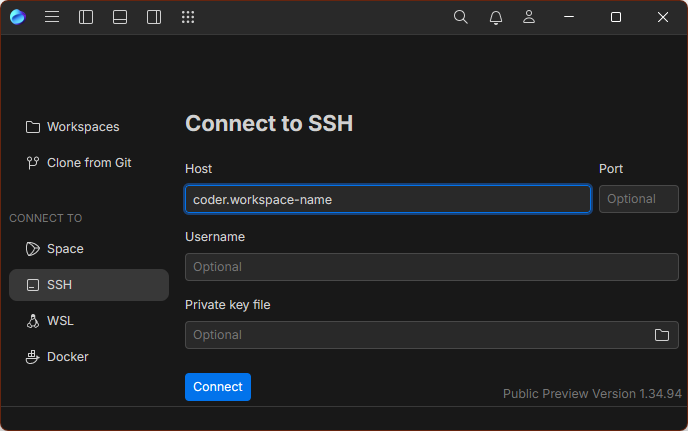 Workspaces
Clone from Git
CONNECT TO
Space
SSH
WSL
Docker
Connect to SSH
Host
Port
coder.workspace-name
Optional
Username
Optional
Private key file
Optional
Connect
Public Preview Version 1.34.94